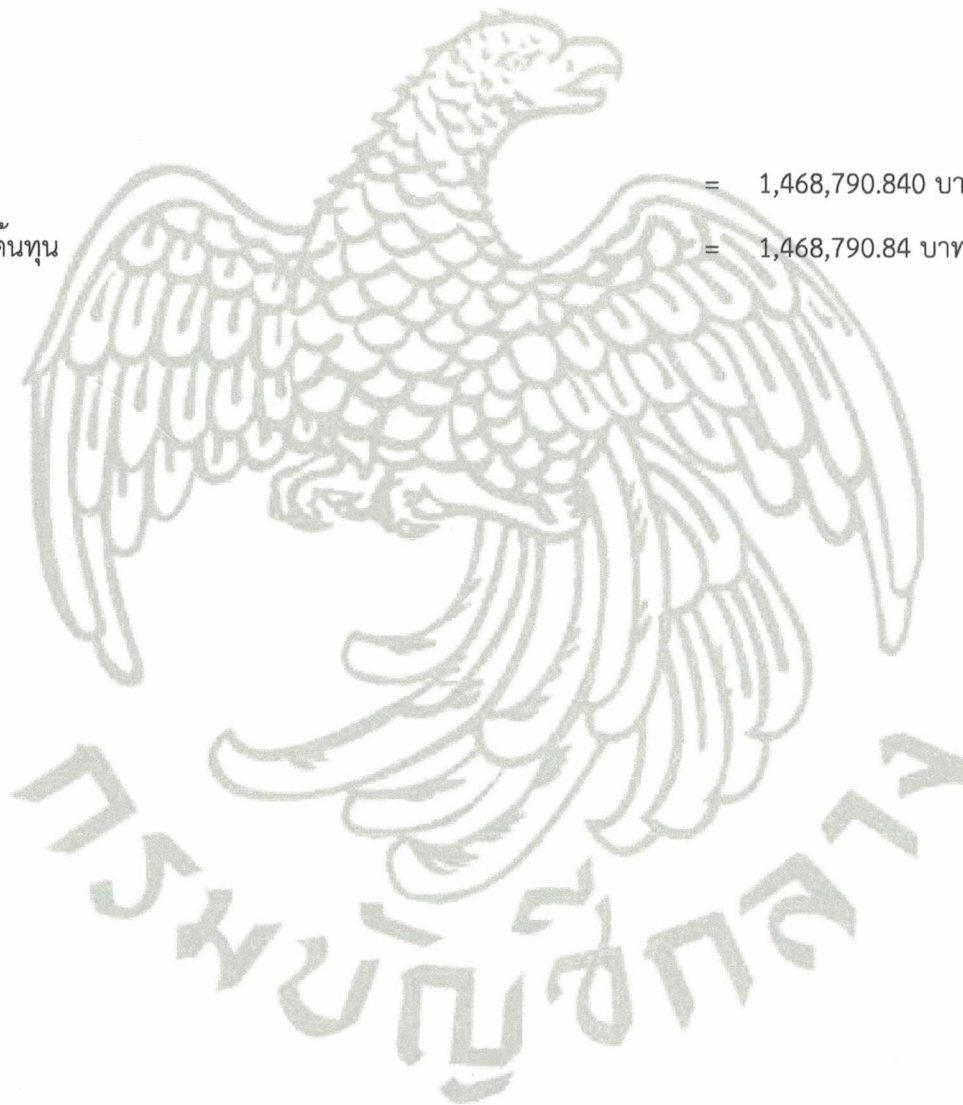 = 1,468,790.840 บา
ต้นทุน = 1,468,790.84 บาท
กรมบัญชีกลาง